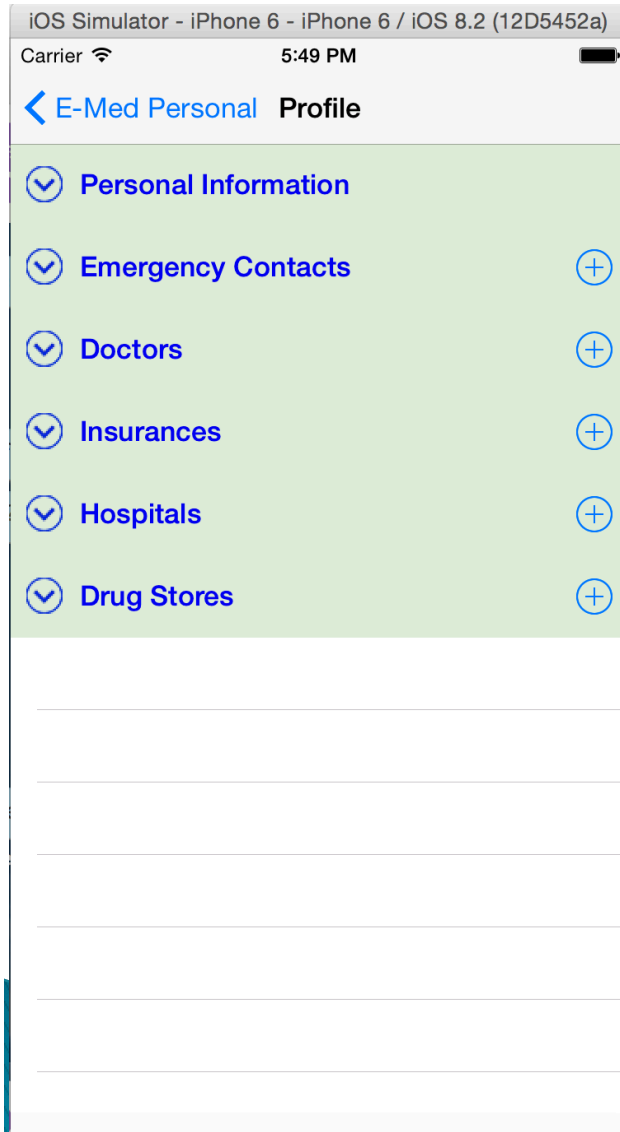 iOS Simulator - iPhone 6 - iPhone 6 / iOS 8.2 (12D5452a)
Carrier 5:49 PM
E-Med Personal Profile
Personal Information
Emergency Contacts
Doctors
Insurances
Hospitals
Drug Stores